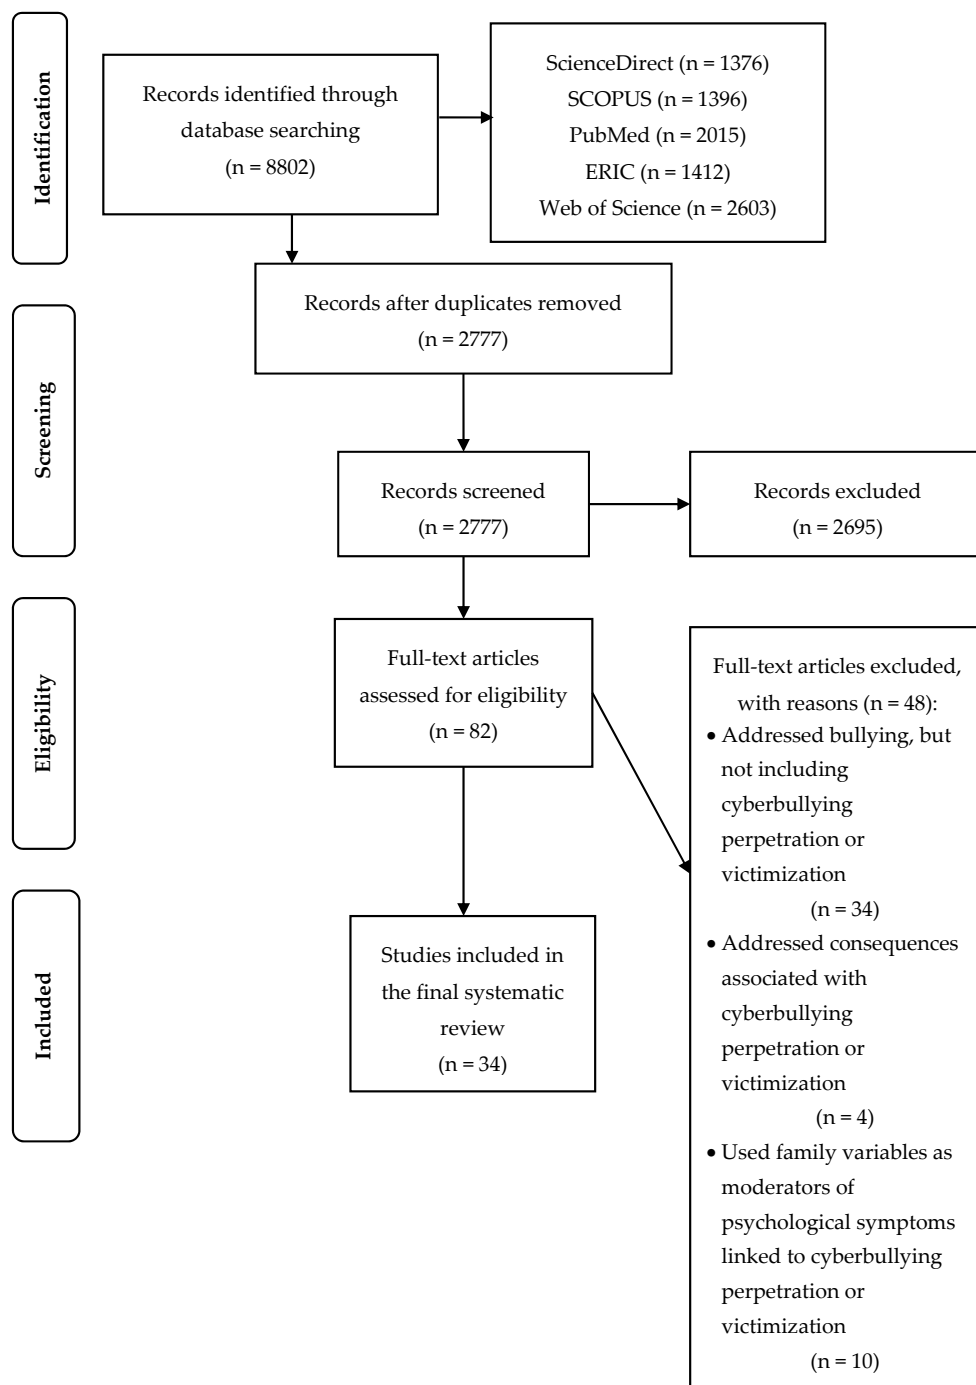 Identification
Records identified through
database searching
(n = 8802)
ScienceDirect (n = 1376)
SCOPUS (n = 1396)
PubMed (n = 2015)
ERIC (n = 1412)
Web of Science (n = 2603)
Records after duplicates removed
(n = 2777)
Screening
Records screened
(n = 2777)
Records excluded
(n = 2695)
Eligibility
Full-text articles
assessed for eligibility
(n = 82)
Full-text articles excluded,
with reasons (n = 48):
• Addressed bullying, but
not including
cyberbullying
perpetration or
victimization
(n = 34)
• Addressed consequences
associated with
cyberbullying
perpetration or
victimization
(n = 4)
• Used family variables as
moderators of
psychological symptoms
linked to cyberbullying
perpetration or
victimization
(n = 10)
Included
Studies included in
the final systematic
review
(n = 34)